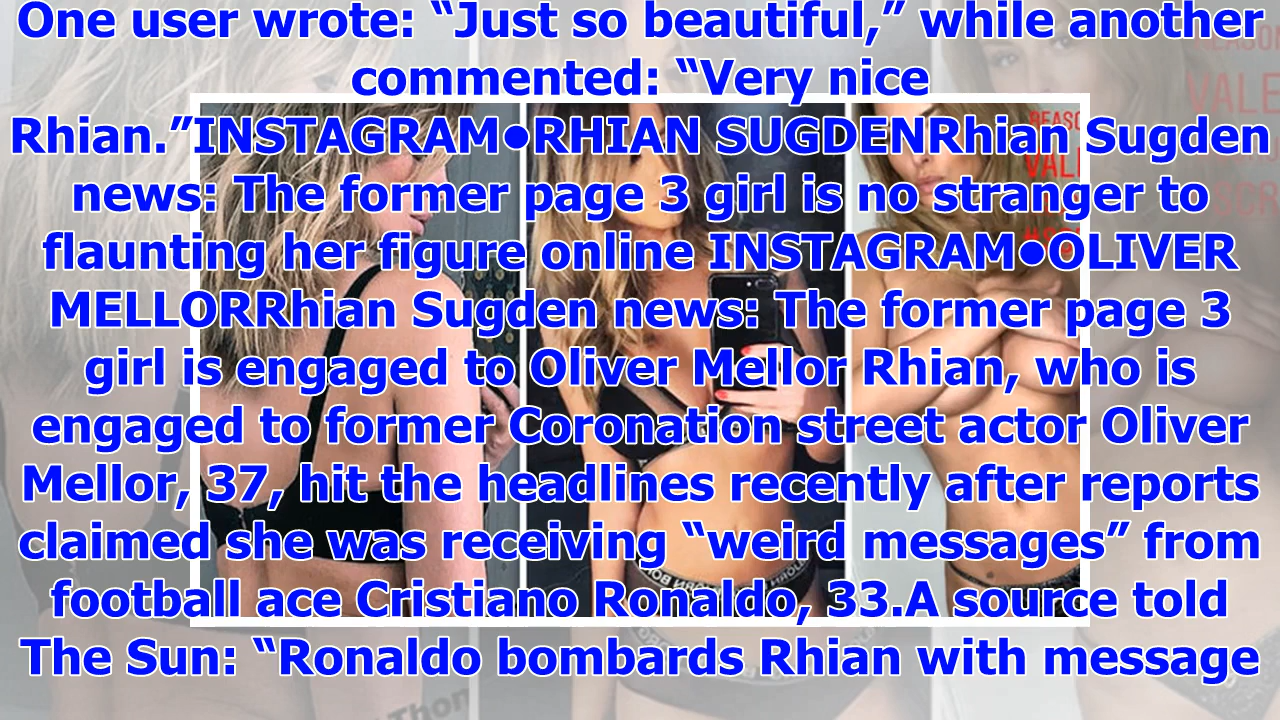 One user wrote: “Just so beautiful,” while another
commented: “Very nice
Rhian.”INSTAGRAM•RHIAN SUGDENRhian Sugden
news: The former page 3 girl is no stranger to
flaunting her figure online INSTAGRAM•OLIVER
MELLORRhian Sugden news: The former page 3
girl is engaged to Oliver Mellor Rhian, who is
engaged to former Coronation street actor Oliver
Mellor, 37, hit the headlines recently after reports
claimed she was receiving “weird messages” from
football ace Cristiano Ronaldo, 33.A source told
The Sun: “Ronaldo bombards Rhian with message